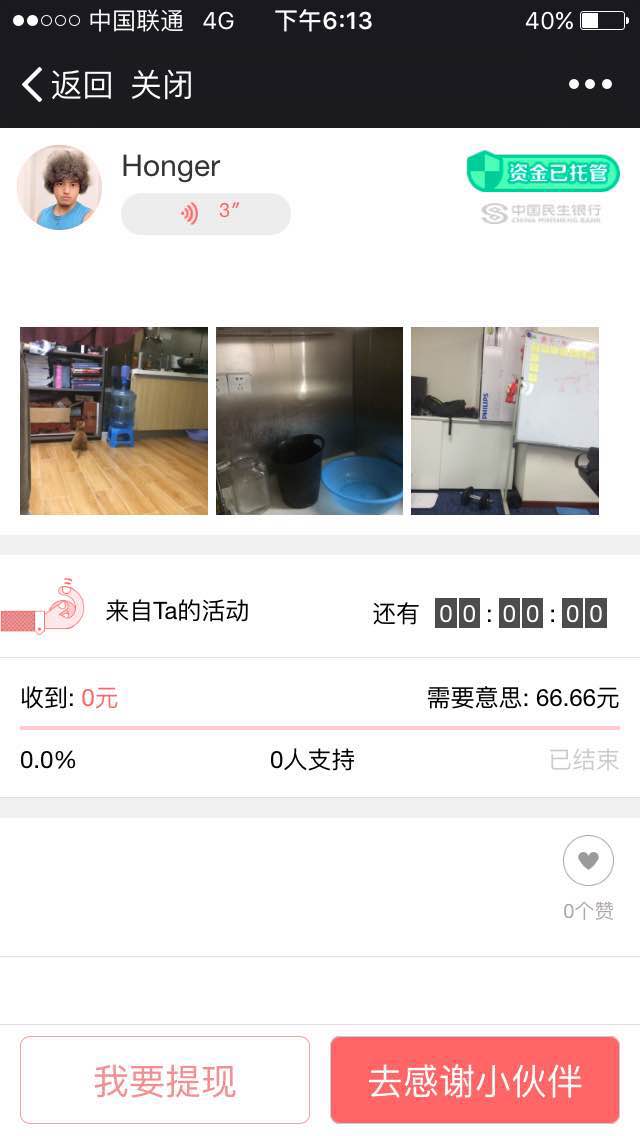 中国联通 4G 下午6:13 40%
返回 关闭
Honger
资金已托管
3″
中国民生银行
CHINA MINSHENG BANK
PHILIPS
来自Ta的活动 还有 00:00:00
收到: 0元 需要意思: 66.66元
0.0% 0人支持 已结束
0个赞
我要提现 去感谢小伙伴